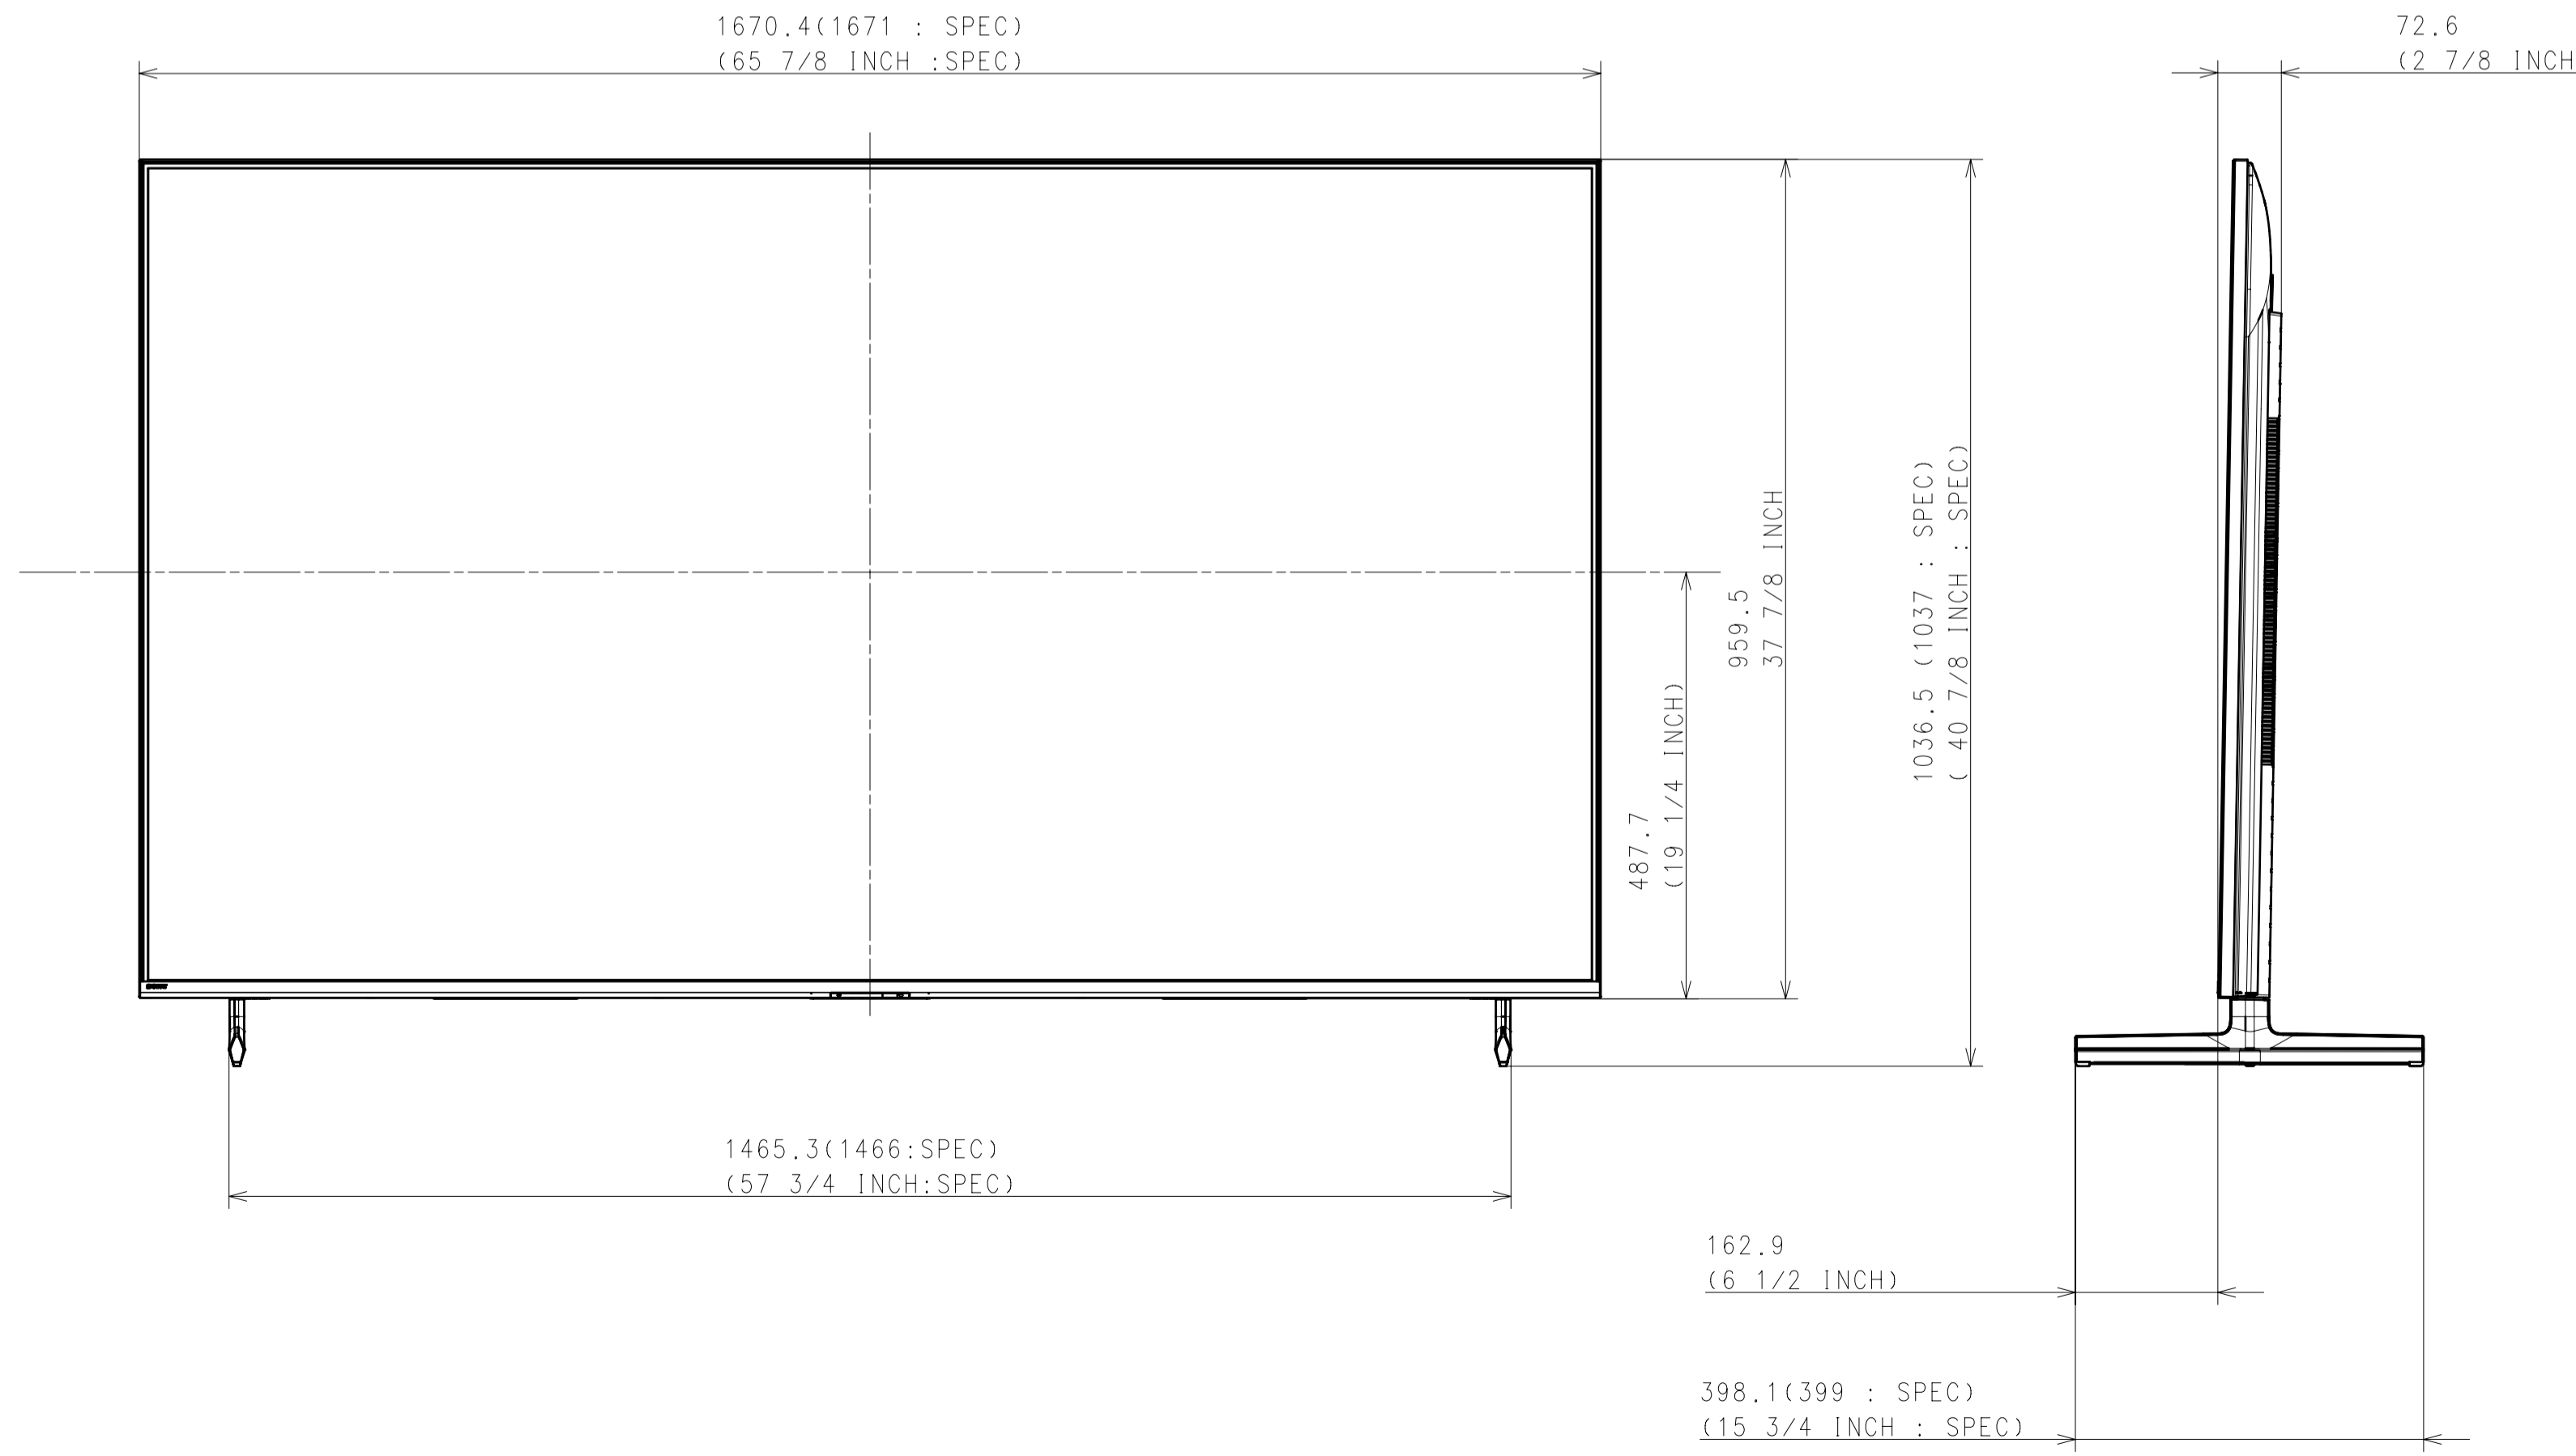 1670.4(1671 : SPEC)
(65 7/8 INCH :SPEC)
72.6
(2 7/8 INCH
1036.5 (1037 : SPEC)
( 40 7/8 INCH : SPEC)
959.5
37 7/8 INCH
487.7
(19 1/4 INCH)
1465.3(1466:SPEC)
(57 3/4 INCH:SPEC)
162.9
(6 1/2 INCH)
398.1(399 : SPEC)
(15 3/4 INCH : SPEC)